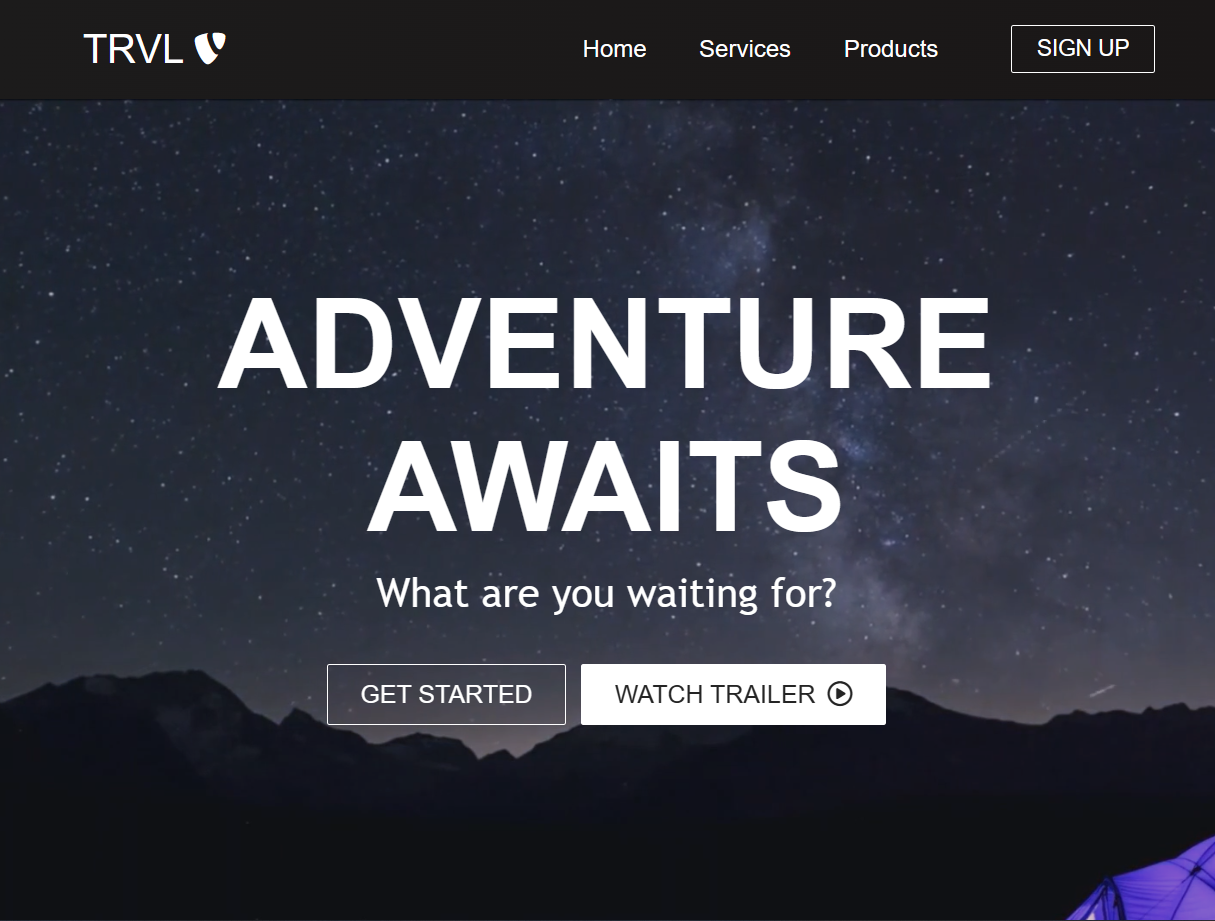 TRVL
Home Services Products SIGN UP
ADVENTURE
AWAITS
What are you waiting for?
GET STARTED WATCH TRAILER